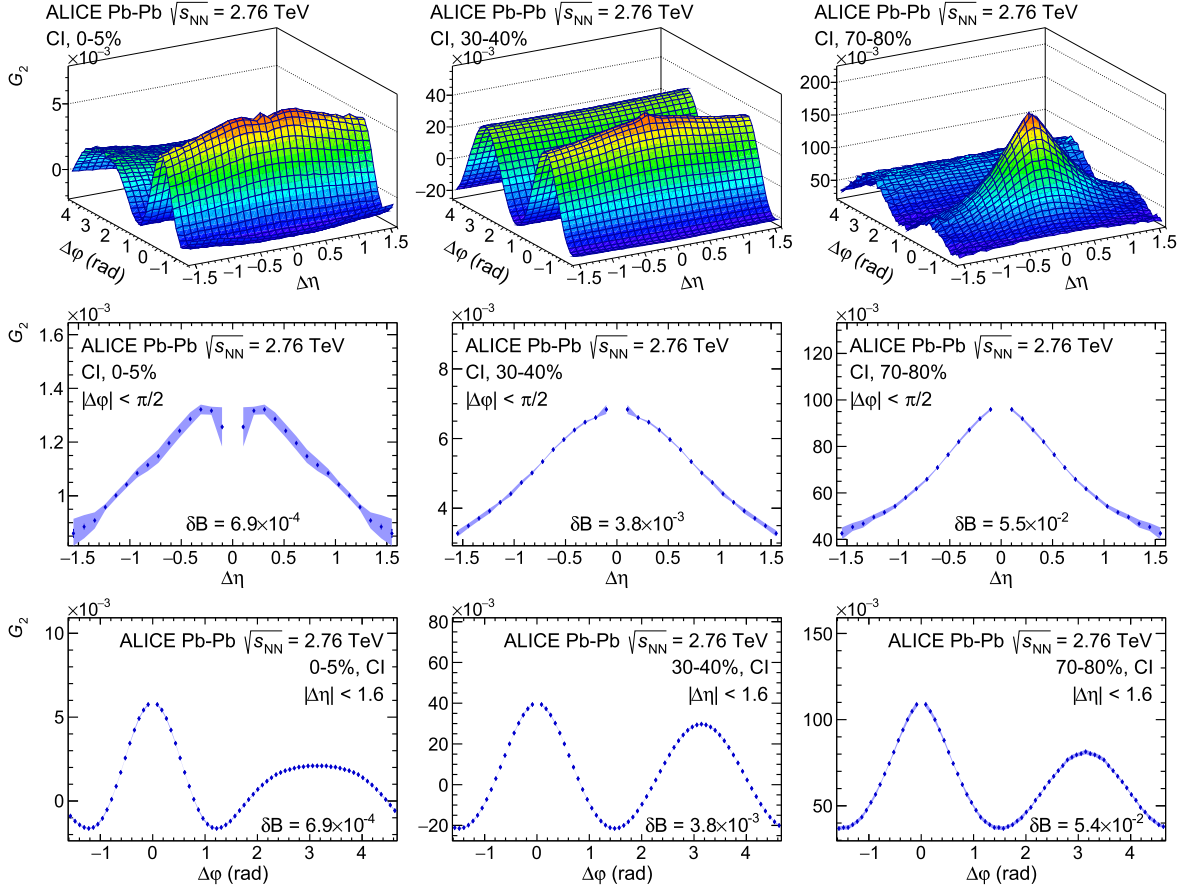 ALICE Pb-Pb √sNN = 2.76 TeV
CI, 0-5%
×10−3
G2
5
0
4
3
2
1
0
−1
Δφ (rad)
−1.5
−1
−0.5
0
0.5
1
1.5
Δη
ALICE Pb-Pb √sNN = 2.76 TeV
CI, 30-40%
×10−3
40
20
0
−20
4
3
2
1
0
−1
Δφ (rad)
−1.5
−1
−0.5
0
0.5
1
1.5
Δη
ALICE Pb-Pb √sNN = 2.76 TeV
CI, 70-80%
×10−3
200
150
100
50
4
3
2
1
0
−1
Δφ (rad)
−1.5
−1
−0.5
0
0.5
1
1.5
Δη
×10−3
G2
1.6
1.4
1.2
1
ALICE Pb-Pb √sNN = 2.76 TeV
CI, 0-5%
|Δφ| < π/2
δB = 6.9×10-4
−1.5 −1 −0.5 0 0.5 1 1.5
Δη
×10−3
8
6
4
ALICE Pb-Pb √sNN = 2.76 TeV
CI, 30-40%
|Δφ| < π/2
δB = 3.8×10-3
−1.5 −1 −0.5 0 0.5 1 1.5
Δη
×10−3
120
100
80
60
40
ALICE Pb-Pb √sNN = 2.76 TeV
CI, 70-80%
|Δφ| < π/2
δB = 5.5×10-2
−1.5 −1 −0.5 0 0.5 1 1.5
Δη
×10−3
G2
10
5
0
ALICE Pb-Pb √sNN = 2.76 TeV
0-5%, CI
|Δη| < 1.6
δB = 6.9×10-4
−1 0 1 2 3 4
Δφ (rad)
×10−3
80
60
40
20
0
−20
ALICE Pb-Pb √sNN = 2.76 TeV
30-40%, CI
|Δη| < 1.6
δB = 3.8×10-3
−1 0 1 2 3 4
Δφ (rad)
×10−3
150
100
50
ALICE Pb-Pb √sNN = 2.76 TeV
70-80%, CI
|Δη| < 1.6
δB = 5.4×10-2
−1 0 1 2 3 4
Δφ (rad)